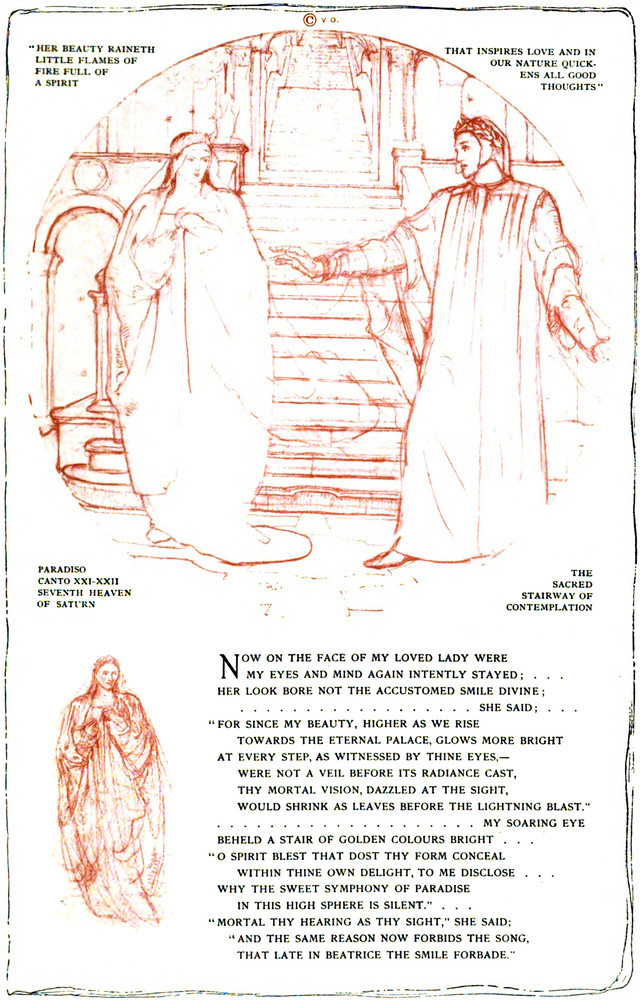 © V. O.
"HER BEAUTY RAINETH
LITTLE FLAMES OF
FIRE FULL OF
A SPIRIT
THAT INSPIRES LOVE AND IN
OUR NATURE QUICK-
ENS ALL GOOD
THOUGHTS"
PARADISO
CANTO XXI-XXII
SEVENTH HEAVEN
OF SATURN
THE
SACRED
STAIRWAY OF
CONTEMPLATION
NOW ON THE FACE OF MY LOVED LADY WERE
MY EYES AND MIND AGAIN INTENTLY STAYED; . . .
HER LOOK BORE NOT THE ACCUSTOMED SMILE DIVINE;
. . . . . . . . . . . . . . . . . . SHE SAID; . . .
"FOR SINCE MY BEAUTY, HIGHER AS WE RISE
TOWARDS THE ETERNAL PALACE, GLOWS MORE BRIGHT
AT EVERY STEP, AS WITNESSED BY THINE EYES,—
WERE NOT A VEIL BEFORE ITS RADIANCE CAST,
THY MORTAL VISION, DAZZLED AT THE SIGHT,
WOULD SHRINK AS LEAVES BEFORE THE LIGHTNING BLAST."
. . . . . . . . . . . . . . . . . . . . MY SOARING EYE
BEHELD A STAIR OF GOLDEN COLOURS BRIGHT . . .
"O SPIRIT BLEST THAT DOST THY FORM CONCEAL
WITHIN THINE OWN DELIGHT, TO ME DISCLOSE . . .
WHY THE SWEET SYMPHONY OF PARADISE
IN THIS HIGH SPHERE IS SILENT." . . .
"MORTAL THY HEARING AS THY SIGHT," SHE SAID;
"AND THE SAME REASON NOW FORBIDS THE SONG,
THAT LATE IN BEATRICE THE SMILE FORBADE."